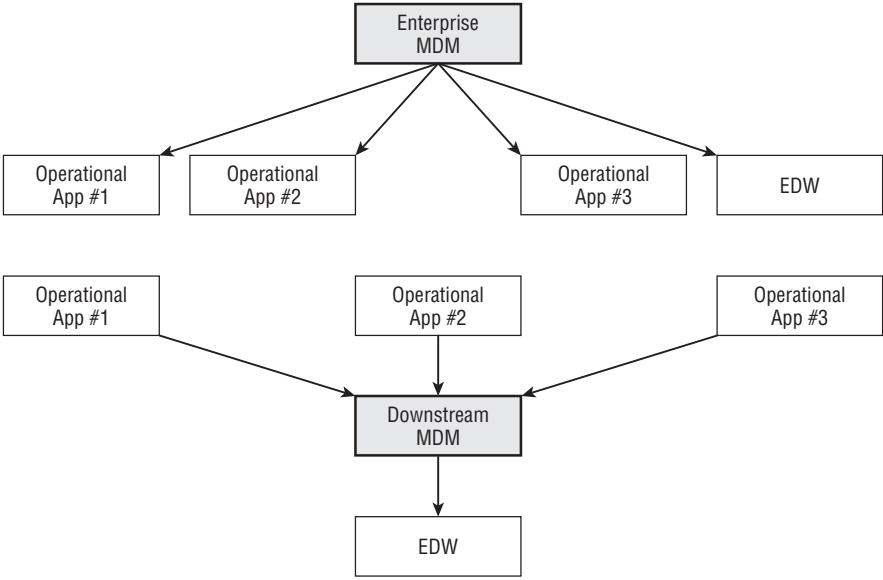 Enterprise
MDM
Operational
App #1
Operational
App #2
Operational
App #3
EDW
Operational
App #1
Operational
App #2
Operational
App #3
Downstream
MDM
EDW